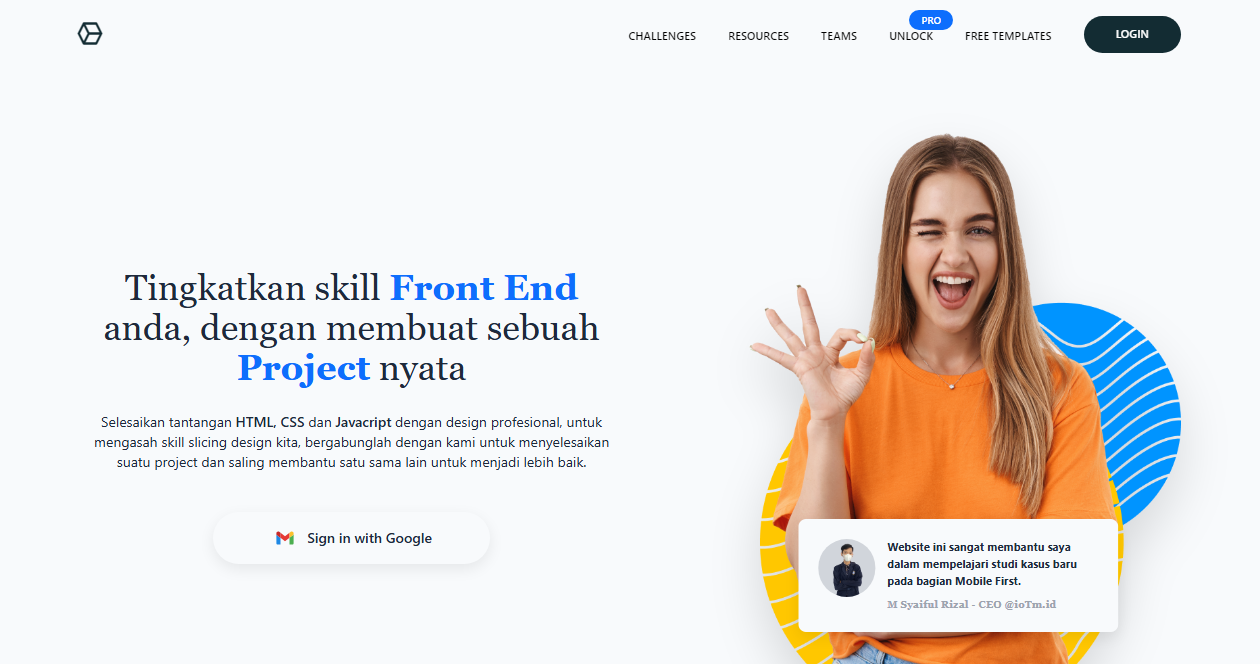 CHALLENGES
RESOURCES
TEAMS
PRO
UNLOCK
FREE TEMPLATES
LOGIN
Tingkatkan skill Front End
anda, dengan membuat sebuah
Project nyata
Selesaikan tantangan HTML, CSS dan Javacript dengan design profesional, untuk
mengasah skill slicing design kita, bergabunglah dengan kami untuk menyelesaikan
suatu project dan saling membantu satu sama lain untuk menjadi lebih baik.
Sign in with Google
Website ini sangat membantu saya
dalam mempelajari studi kasus baru
pada bagian Mobile First.
M Syaiful Rizal - CEO @ioTm.id